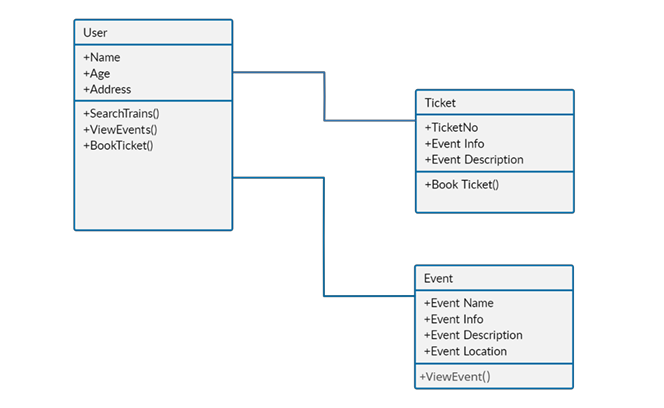 User
+Name
+Age
+Address
+SearchTrains()
+ViewEvents()
+BookTicket()
Ticket
+TicketNo
+Event Info
+Event Description
+Book Ticket()
Event
+Event Name
+Event Info
+Event Description
+Event Location
+ViewEvent()